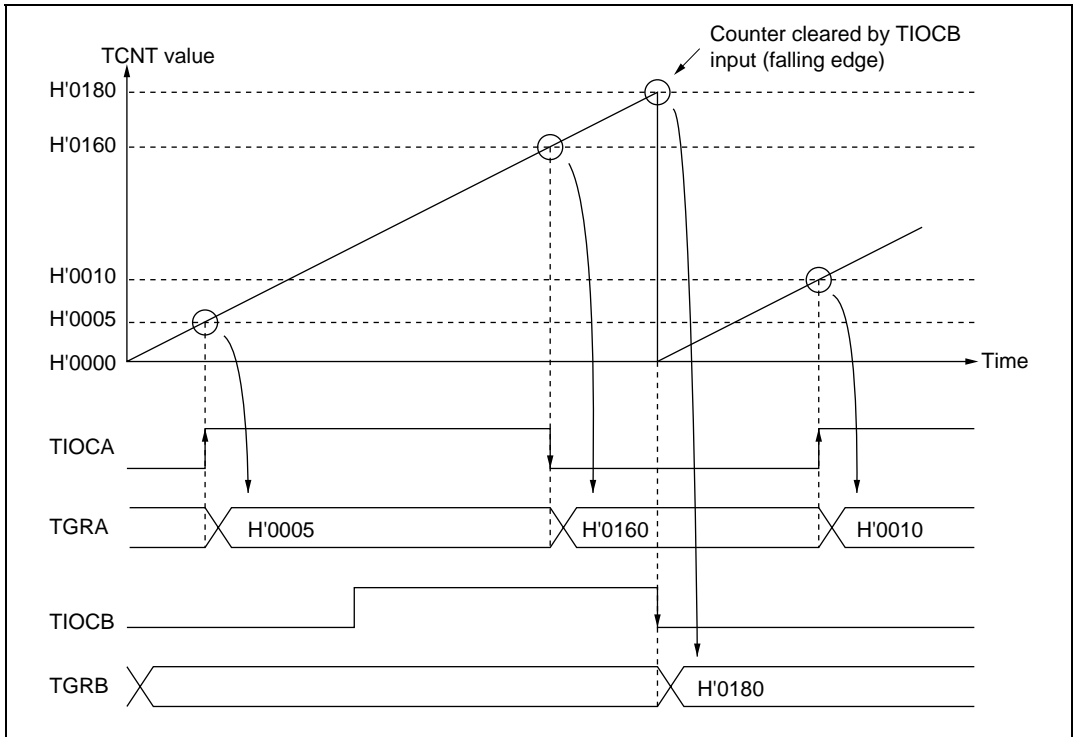 Counter cleared by TIOCB
input (falling edge)
TCNT value
H'0180
H'0160
H'0010
H'0005
H'0000
Time
TIOCA
TGRA
H'0005
H'0160
H'0010
TIOCB
TGRB
H'0180